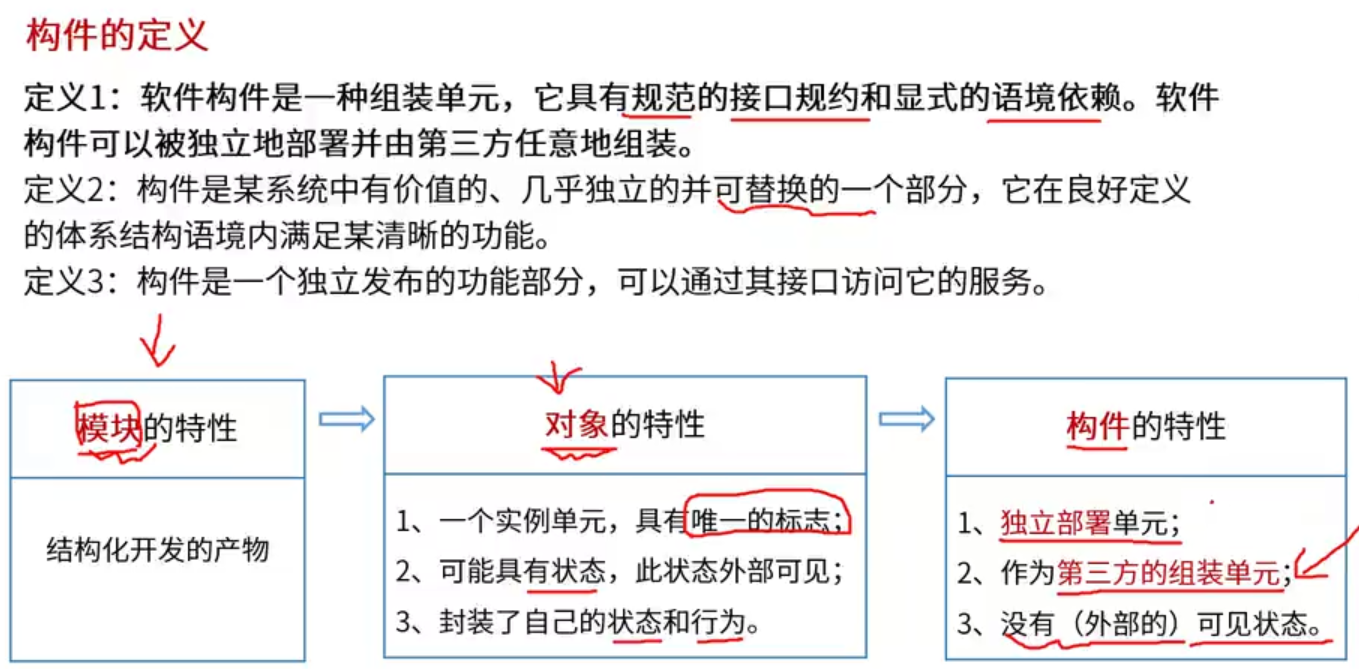 构件的定义
定义1：软件构件是一种组装单元，它具有规范的接口规约和显式的语境依赖。软件
构件可以被独立地部署并由第三方任意地组装。
定义2：构件是某系统中有价值的、几乎独立的并可替换的一个部分，它在良好定义
的体系结构语境内满足某清晰的功能。
定义3：构件是一个独立发布的功能部分，可以通过其接口访问它的服务。
模块的特性
结构化开发的产物
对象的特性
1、一个实例单元，具有唯一的标志；
2、可能具有状态，此状态外部可见；
3、封装了自己的状态和行为。
构件的特性
1、独立部署单元；
2、作为第三方的组装单元；
3、没有（外部的）可见状态。